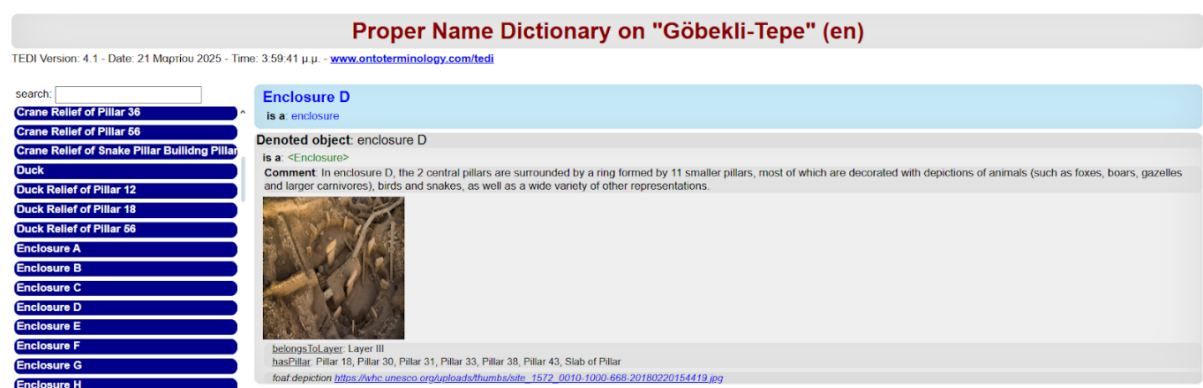 Proper Name Dictionary on "Göbekli-Tepe" (en)
TEDI Version: 4.1 - Date: 21 Μαρτίου 2025 - Time: 3:59:41 μ.μ. - www.ontoterminology.com/tedi
search:
Crane Relief of Pillar 36
Crane Relief of Pillar 56
Crane Relief of Snake Pillar Builidng Pillar
Duck
Duck Relief of Pillar 12
Duck Relief of Pillar 18
Duck Relief of Pillar 56
Enclosure A
Enclosure B
Enclosure C
Enclosure D
Enclosure E
Enclosure F
Enclosure G
Enclosure H
Enclosure D
is a: enclosure
Denoted object: enclosure D
is a: <Enclosure>
Comment: In enclosure D, the 2 central pillars are surrounded by a ring formed by 11 smaller pillars, most of which are decorated with depictions of animals (such as foxes, boars, gazelles
and larger carnivores), birds and snakes, as well as a wide variety of other representations.
belongsToLayer: Layer III
hasPillar: Pillar 18, Pillar 30, Pillar 31, Pillar 33, Pillar 38, Pillar 43, Slab of Pillar
foaf:depiction https://whc.unesco.org/uploads/thumbs/site_1572_0010-1000-668-20180220154419.jpg